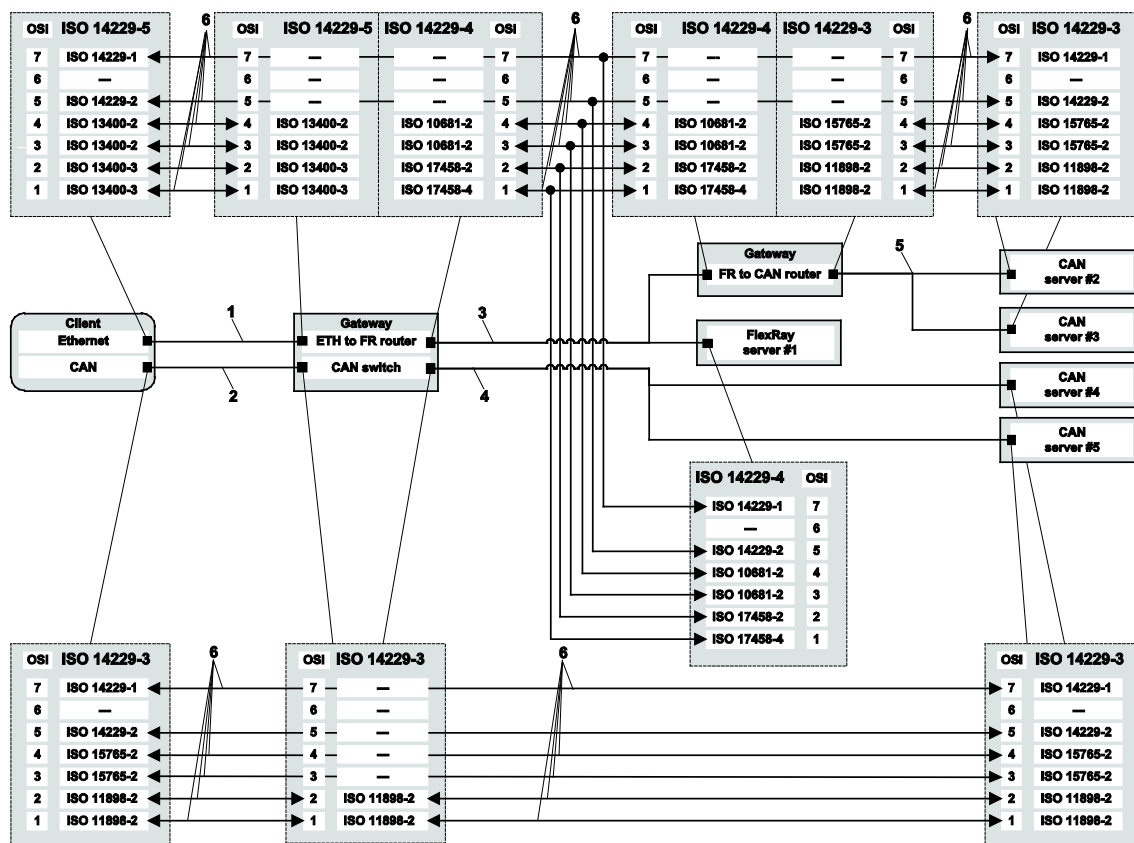 6 6 6
OSI ISO 14229-5 OSI ISO 14229-5 ISO 14229-4 OSI OSI ISO 14229-4 ISO 14229-3 OSI OSI ISO 14229-3
7 ISO 14229-1 7 — — 7 7 — — 7 7 ISO 14229-1
6 — 6 — — 6 6 — — 6 6 —
5 ISO 14229-2 5 — — 5 5 — — 5 5 ISO 14229-2
4 ISO 13400-2 4 ISO 13400-2 ISO 10681-2 4 4 ISO 10681-2 ISO 15765-2 4 4 ISO 15765-2
3 ISO 13400-2 3 ISO 13400-2 ISO 10681-2 3 3 ISO 10681-2 ISO 15765-2 3 3 ISO 15765-2
2 ISO 13400-3 2 ISO 13400-3 ISO 17458-2 2 2 ISO 17458-2 ISO 11898-2 2 2 ISO 11898-2
1 ISO 13400-3 1 ISO 13400-3 ISO 17458-4 1 1 ISO 17458-4 ISO 11898-2 1 1 ISO 11898-2
Gateway
FR to CAN router
5
CAN
server #2
Client
Ethernet
CAN
1
2
Gateway
ETH to FR router
CAN switch
3
4
FlexRay
server #1
CAN
server #3
CAN
server #4
CAN
server #5
ISO 14229-4 OSI
ISO 14229-1 7
— 6
ISO 14229-2 5
ISO 10681-2 4
ISO 10681-2 3
ISO 17458-2 2
ISO 17458-4 1
6 6
OSI ISO 14229-3 OSI ISO 14229-3 OSI ISO 14229-3
7 ISO 14229-1 7 — 7 ISO 14229-1
6 — 6 — 6 —
5 ISO 14229-2 5 — 5 ISO 14229-2
4 ISO 15765-2 4 — 4 ISO 15765-2
3 ISO 15765-2 3 — 3 ISO 15765-2
2 ISO 11898-2 2 ISO 11898-2 2 ISO 11898-2
1 ISO 11898-2 1 ISO 11898-2 1 ISO 11898-2